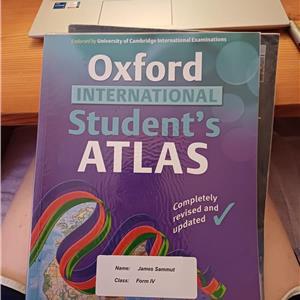 Endorsed by University of Cambridge International Examinations
Oxford
INTERNATIONAL
Student's
ATLAS
Completely
revised and
updated
Name: James Sammut
Class: Form IV